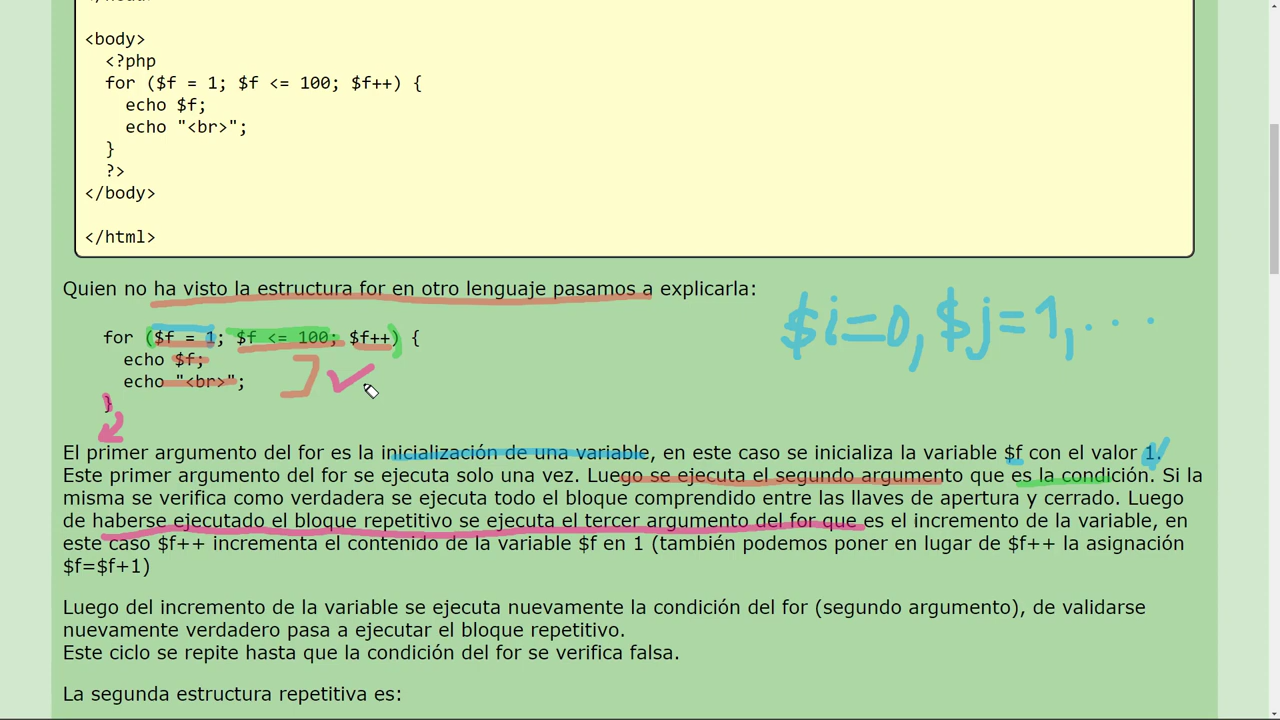 <body>
<?php
for ($f = 1; $f <= 100; $f++) {
echo $f;
echo "<br>";
}
?>
</body>
</html>
Quien no ha visto la estructura for en otro lenguaje pasamos a explicarla:
$i=0, $j=1, ...
for ($f = 1; $f <= 100; $f++) {
echo $f;
echo "<br>";
}
El primer argumento del for es la inicialización de una variable, en este caso se inicializa la variable $f con el valor 1.
Este primer argumento del for se ejecuta solo una vez. Luego se ejecuta el segundo argumento que es la condición. Si la
misma se verifica como verdadera se ejecuta todo el bloque comprendido entre las llaves de apertura y cerrado. Luego
de haberse ejecutado el bloque repetitivo se ejecuta el tercer argumento del for que es el incremento de la variable, en
este caso $f++ incrementa el contenido de la variable $f en 1 (también podemos poner en lugar de $f++ la asignación
$f=$f+1)
Luego del incremento de la variable se ejecuta nuevamente la condición del for (segundo argumento), de validarse
nuevamente verdadero pasa a ejecutar el bloque repetitivo.
Este ciclo se repite hasta que la condición del for se verifica falsa.
La segunda estructura repetitiva es: